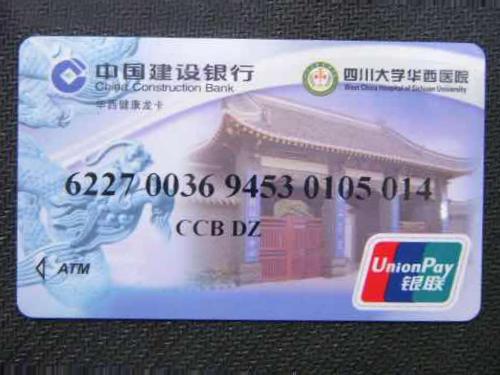 中国建设银行
China Construction Bank
华西健康龙卡
四川大学华西医院
West China Hospital of Sichuan University
6227 0036 9453 0105 014
CCB DZ
ATM
UnionPay
银联